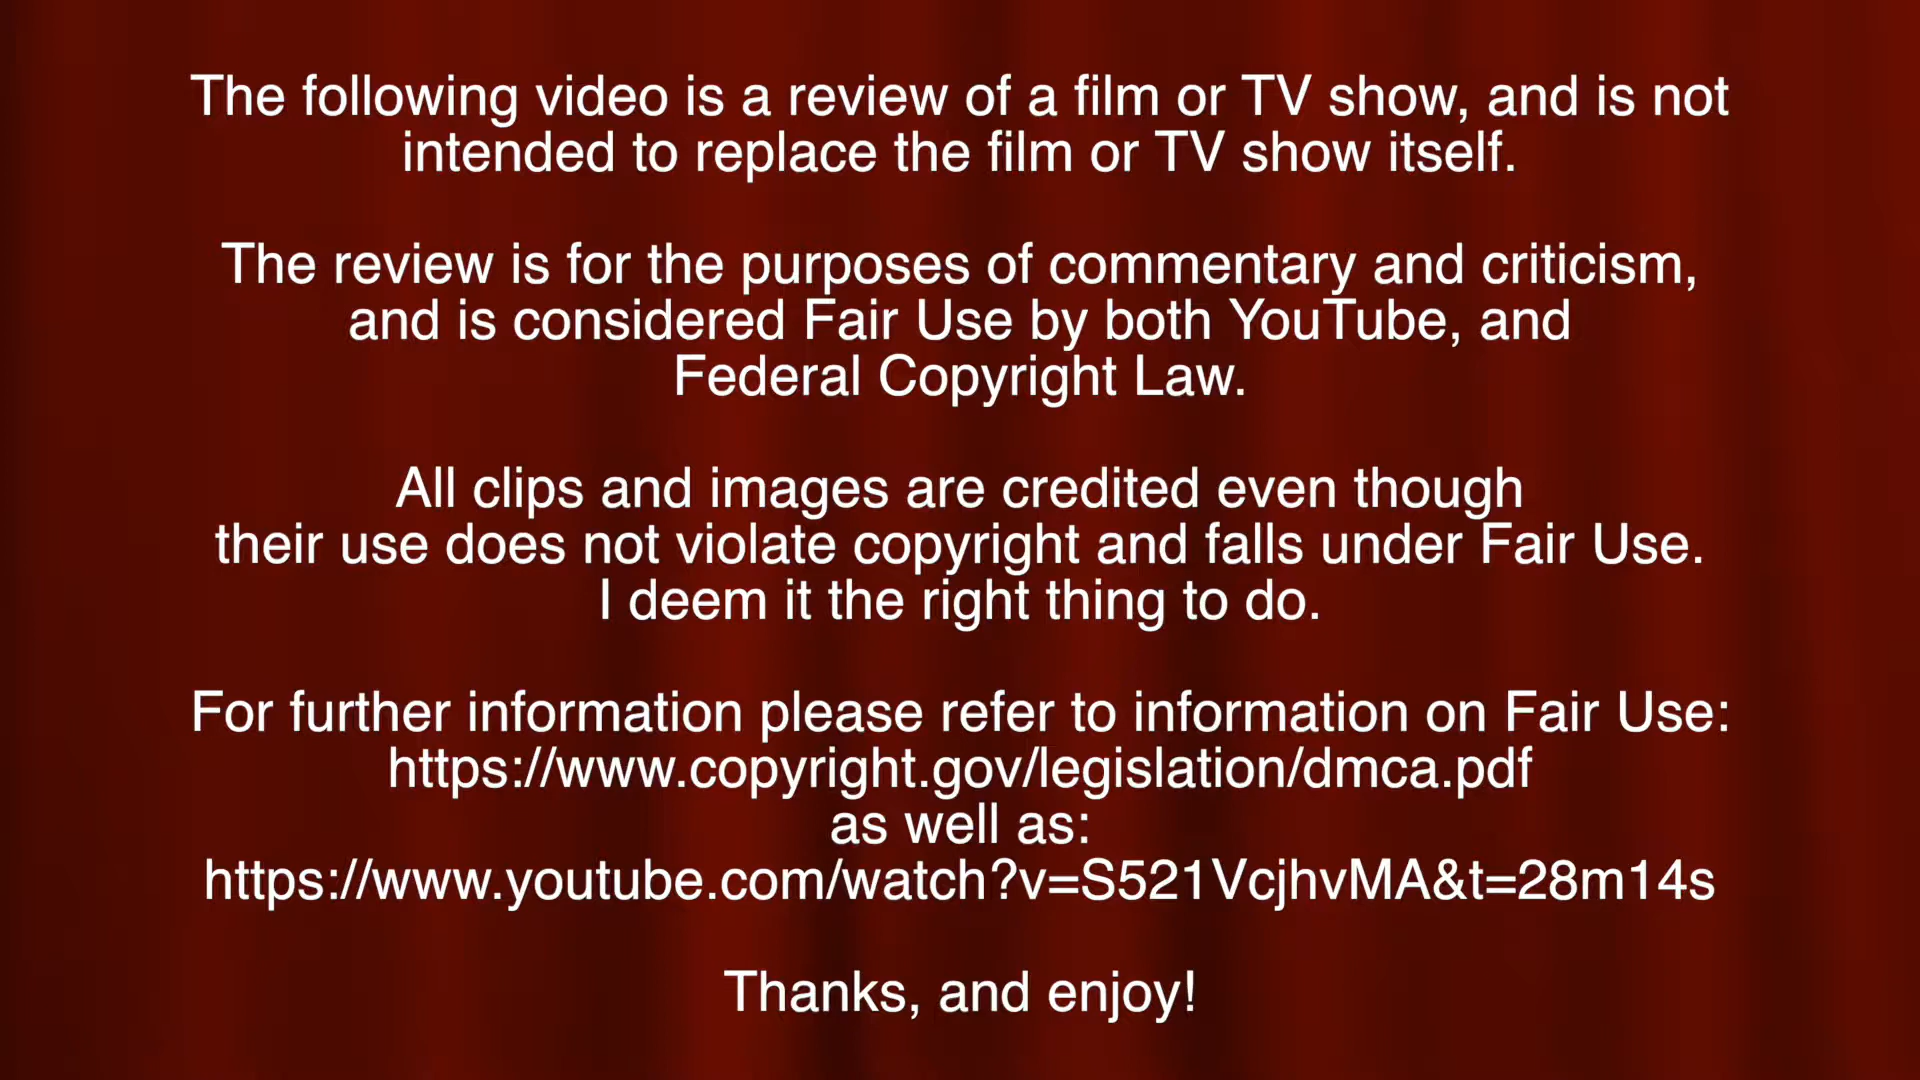 The following video is a review of a film or TV show, and is not
intended to replace the film or TV show itself.
The review is for the purposes of commentary and criticism,
and is considered Fair Use by both YouTube, and
Federal Copyright Law.
All clips and images are credited even though
their use does not violate copyright and falls under Fair Use.
I deem it the right thing to do.
For further information please refer to information on Fair Use:
https://www.copyright.gov/legislation/dmca.pdf
as well as:
https://www.youtube.com/watch?v=S521VcjhvMA&t=28m14s
Thanks, and enjoy!